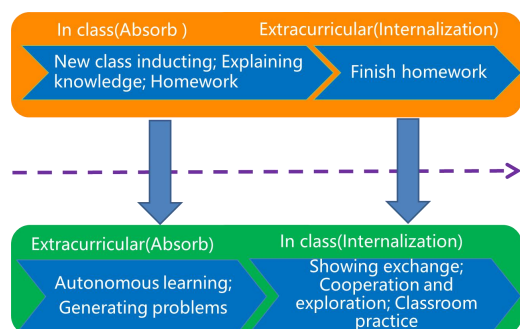 In class(Absorb )
Extracurricular(Internalization)
New class inducting; Explaining
knowledge; Homework
Finish homework
Extracurricular(Absorb)
In class(Internalization)
Autonomous learning;
Generating problems
Showing exchange;
Cooperation and
exploration; Classroom
practice